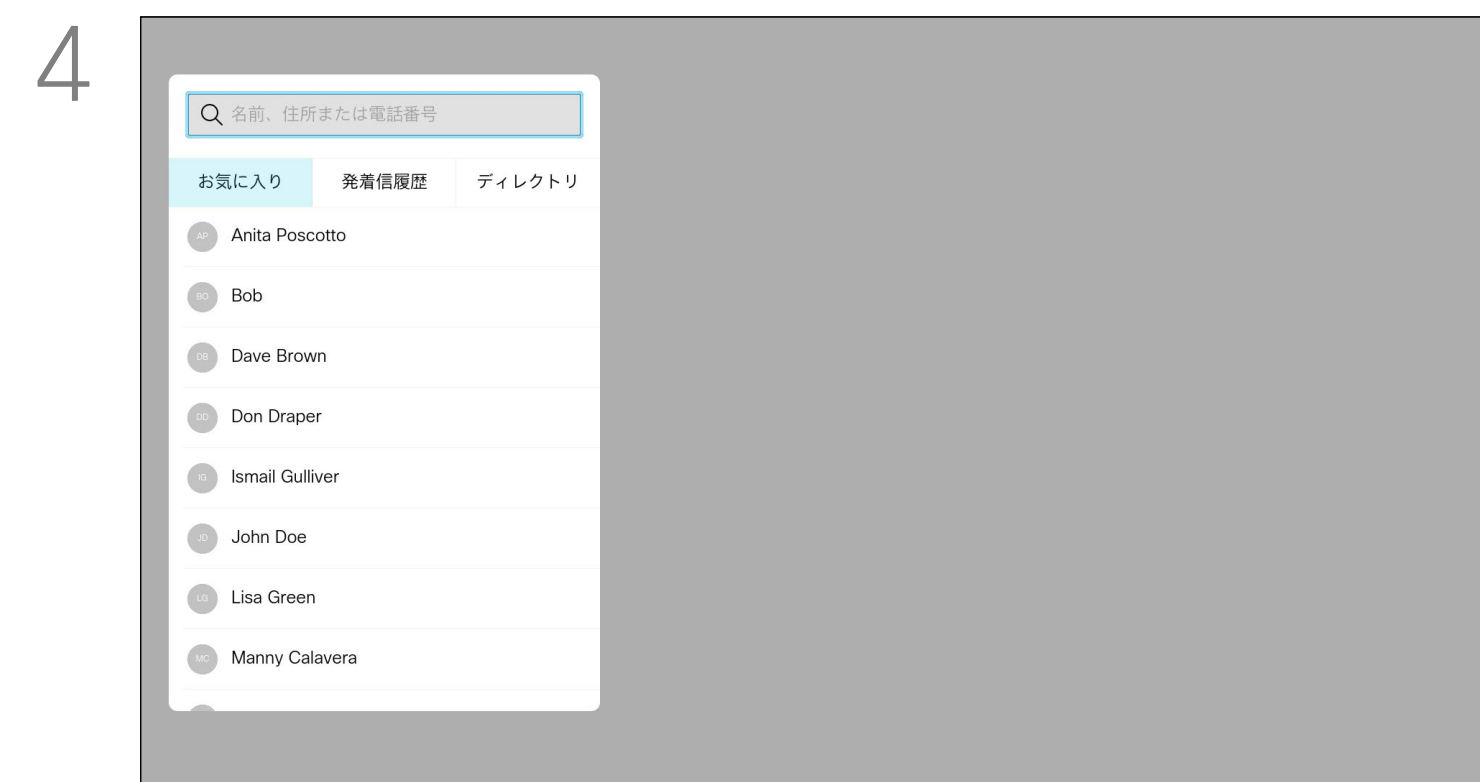 4
名前、住所または電話番号
お気に入り 発着信履歴 ディレクトリ
AP Anita Poscotto
BO Bob
DB Dave Brown
DD Don Draper
IG Ismail Gulliver
JD John Doe
LG Lisa Green
MC Manny Calavera